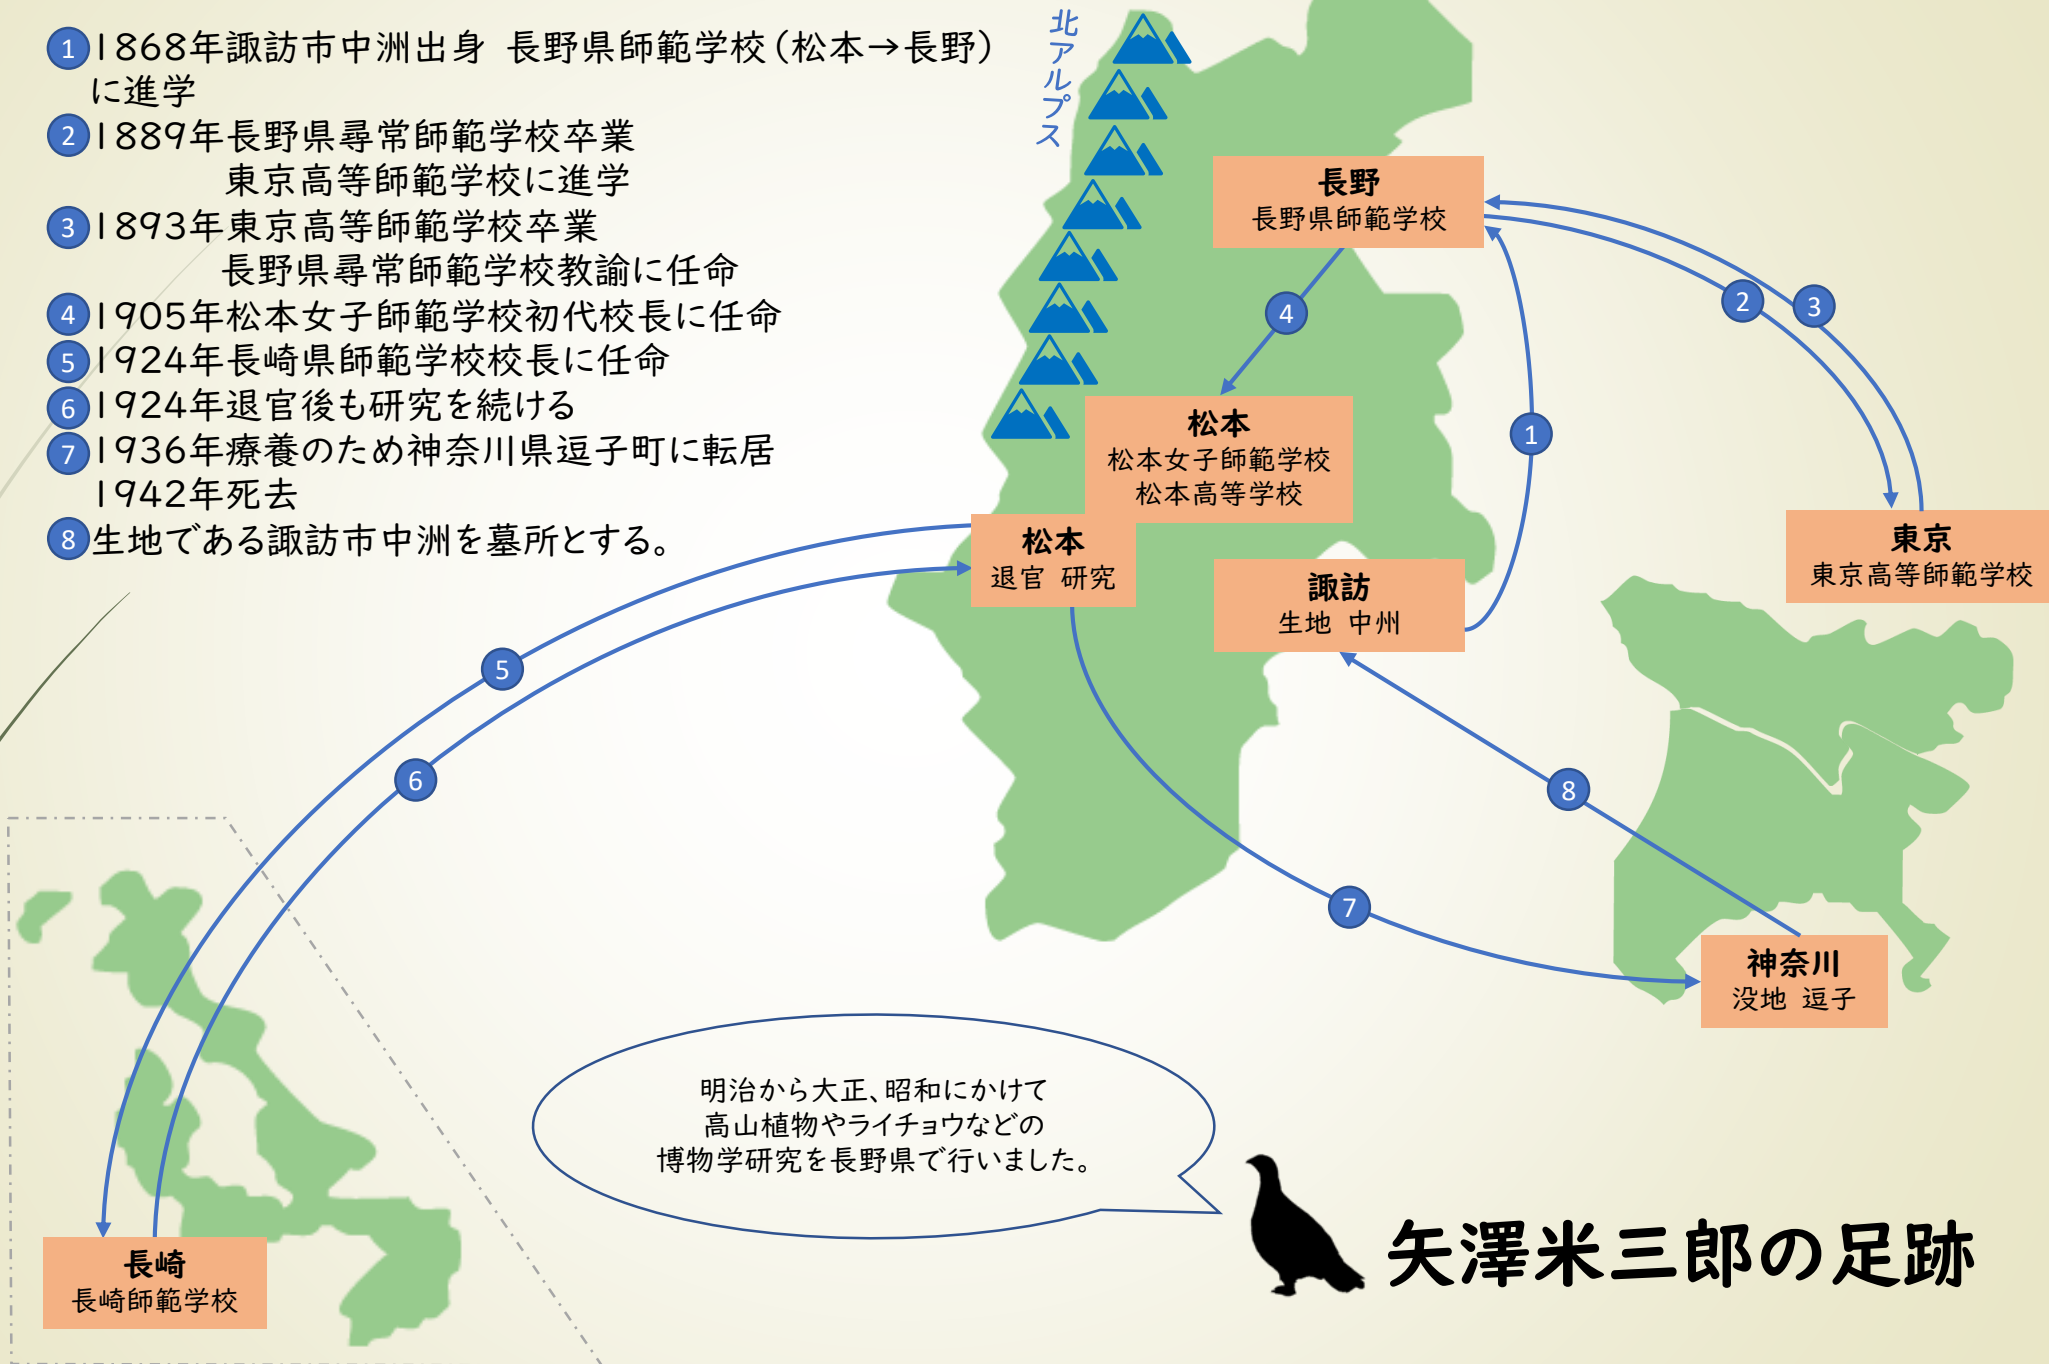 ① 1868年諏訪市中洲出身 長野県師範学校(松本→長野)
に進学
② 1889年長野県尋常師範学校卒業
東京高等師範学校に進学
③ 1893年東京高等師範学校卒業
長野県尋常師範学校教諭に任命
④ 1905年松本女子師範学校初代校長に任命
⑤ 1924年長崎県師範学校校長に任命
⑥ 1924年退官後も研究を続ける
⑦ 1936年療養のため神奈川県逗子町に転居
1942年死去
⑧ 生地である諏訪市中洲を墓所とする。
北アルプス
長野
長野県師範学校
②
③
④
①
松本
松本女子師範学校
松本高等学校
松本
退官 研究
諏訪
生地 中州
東京
東京高等師範学校
⑤
⑥
⑧
⑦
神奈川
没地 逗子
明治から大正、昭和にかけて
高山植物やライチョウなどの
博物学研究を長野県で行いました。
長崎
長崎師範学校
矢澤米三郎の足跡